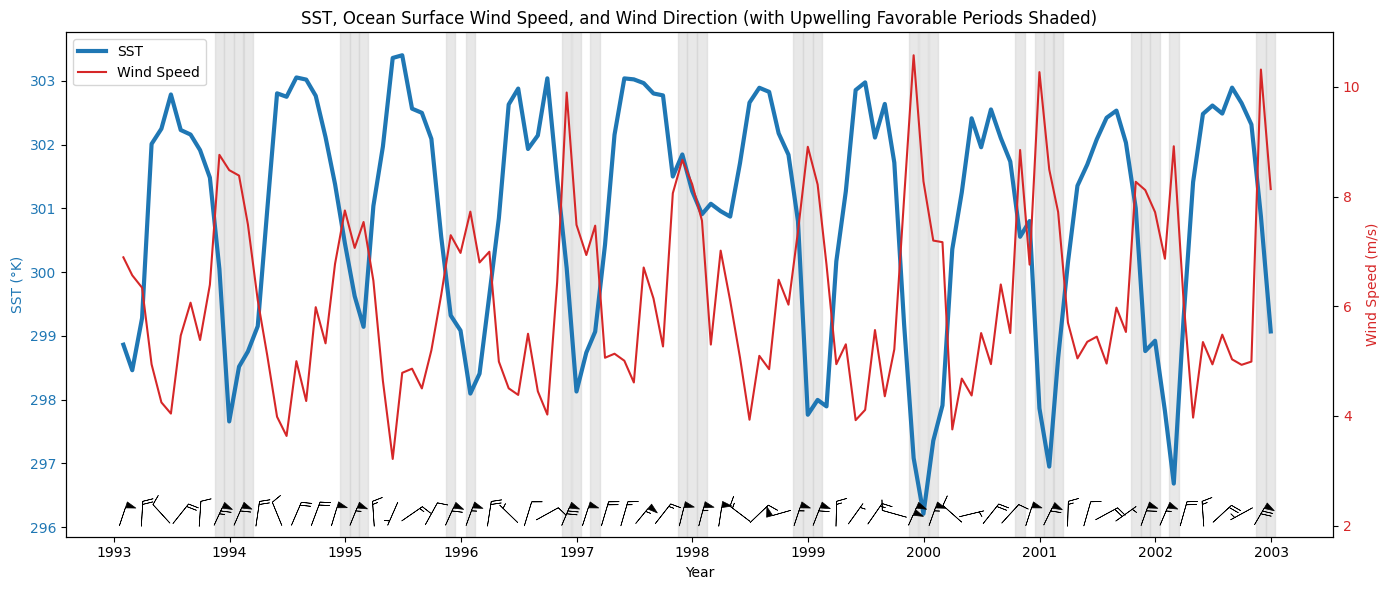 SST, Ocean Surface Wind Speed, and Wind Direction (with Upwelling Favorable Periods Shaded)
SST
Wind Speed
303
302
301
300
299
298
297
296
SST (°K)
10
8
6
4
2
Wind Speed (m/s)
1993 1994 1995 1996 1997 1998 1999 2000 2001 2002 2003
Year